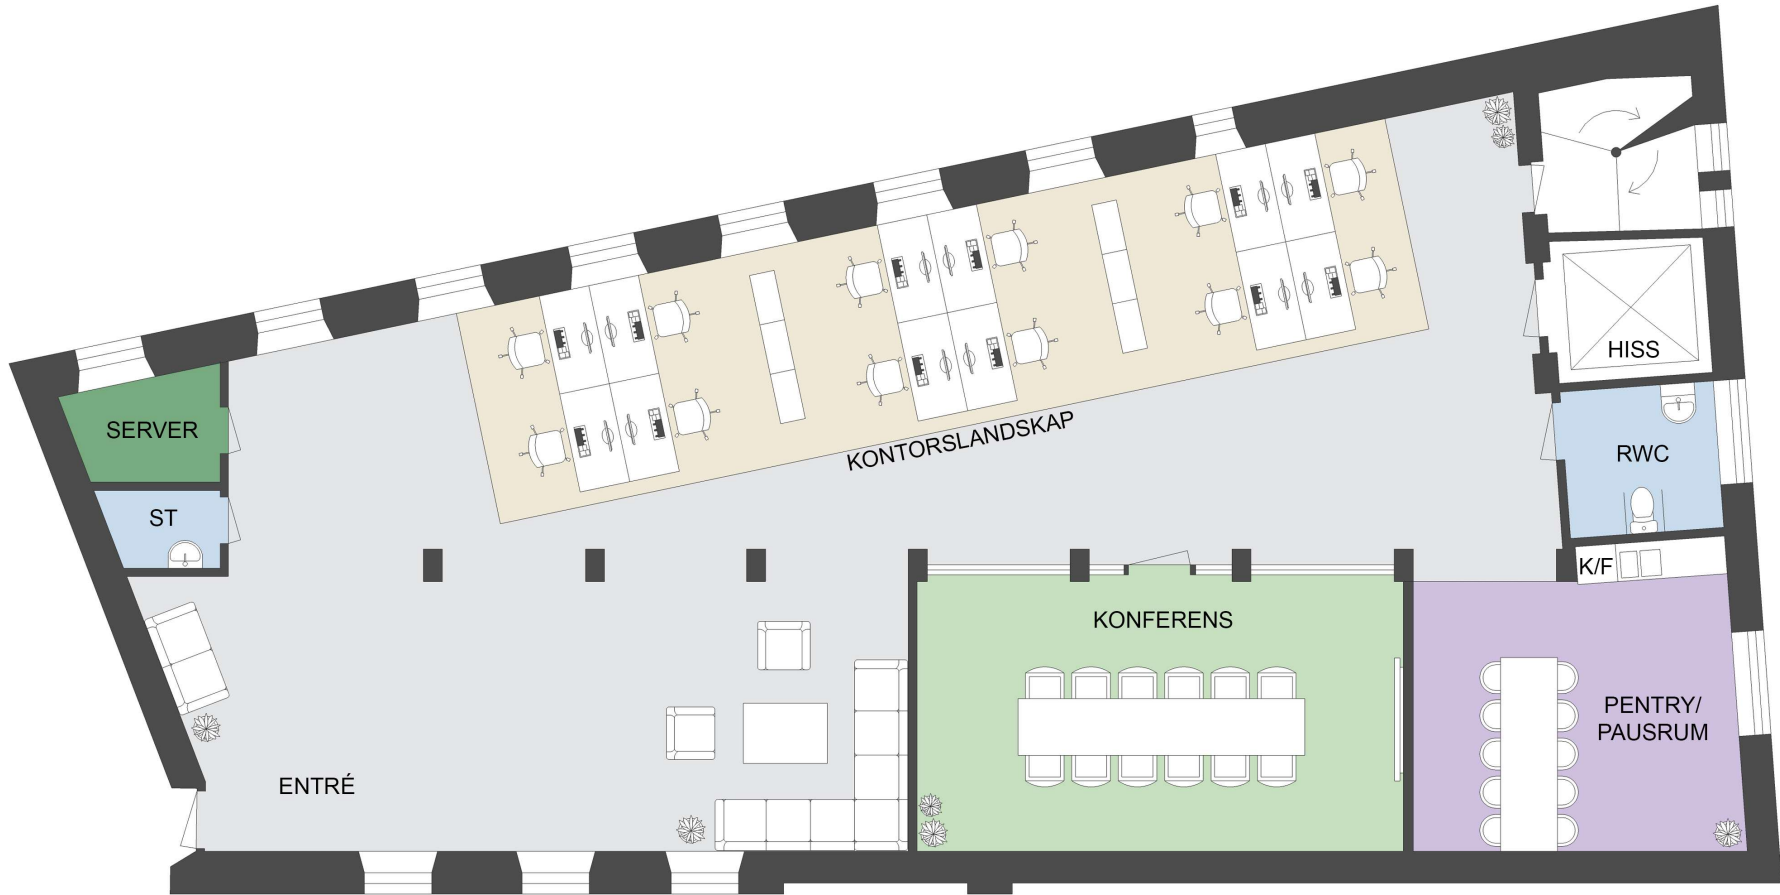 HISS
SERVER
KONTORSLANDSKAP
RWC
ST
K/F
KONFERENS
PENTRY/
PAUSRUM
ENTRÉ